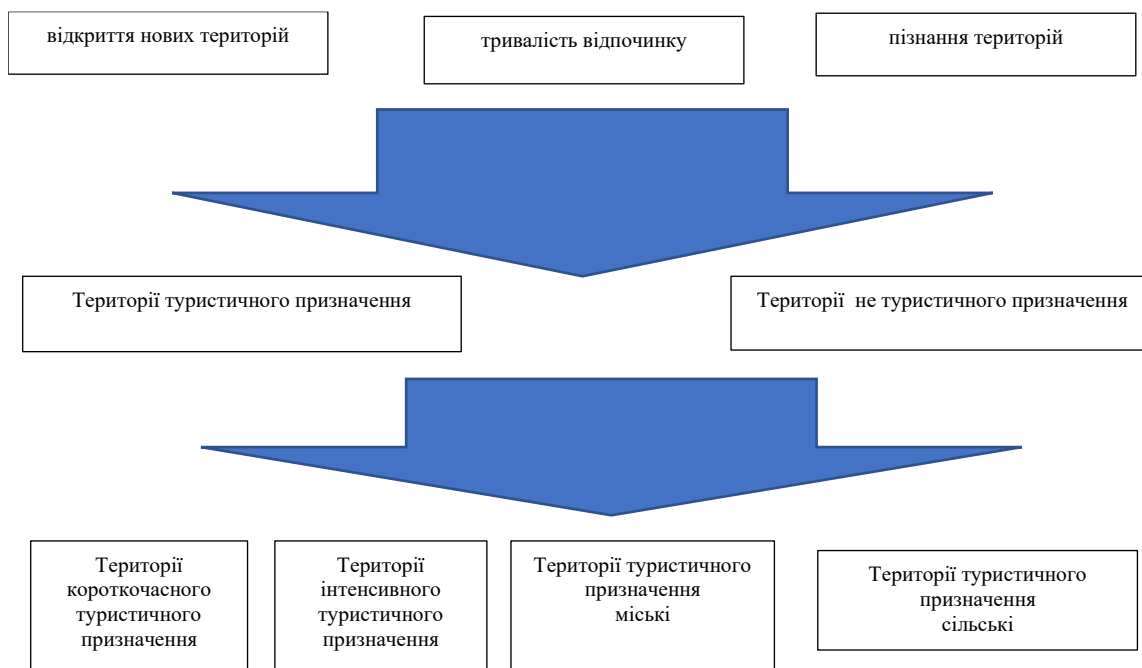 відкриття нових територій
тривалість відпочинку
пізнання територій
Території туристичного призначення
Території не туристичного призначення
Території
короткочасного
туристичного
призначення
Території
інтенсивного
туристичного
призначення
Території туристичного
призначення
міські
Території туристичного
призначення
сільські